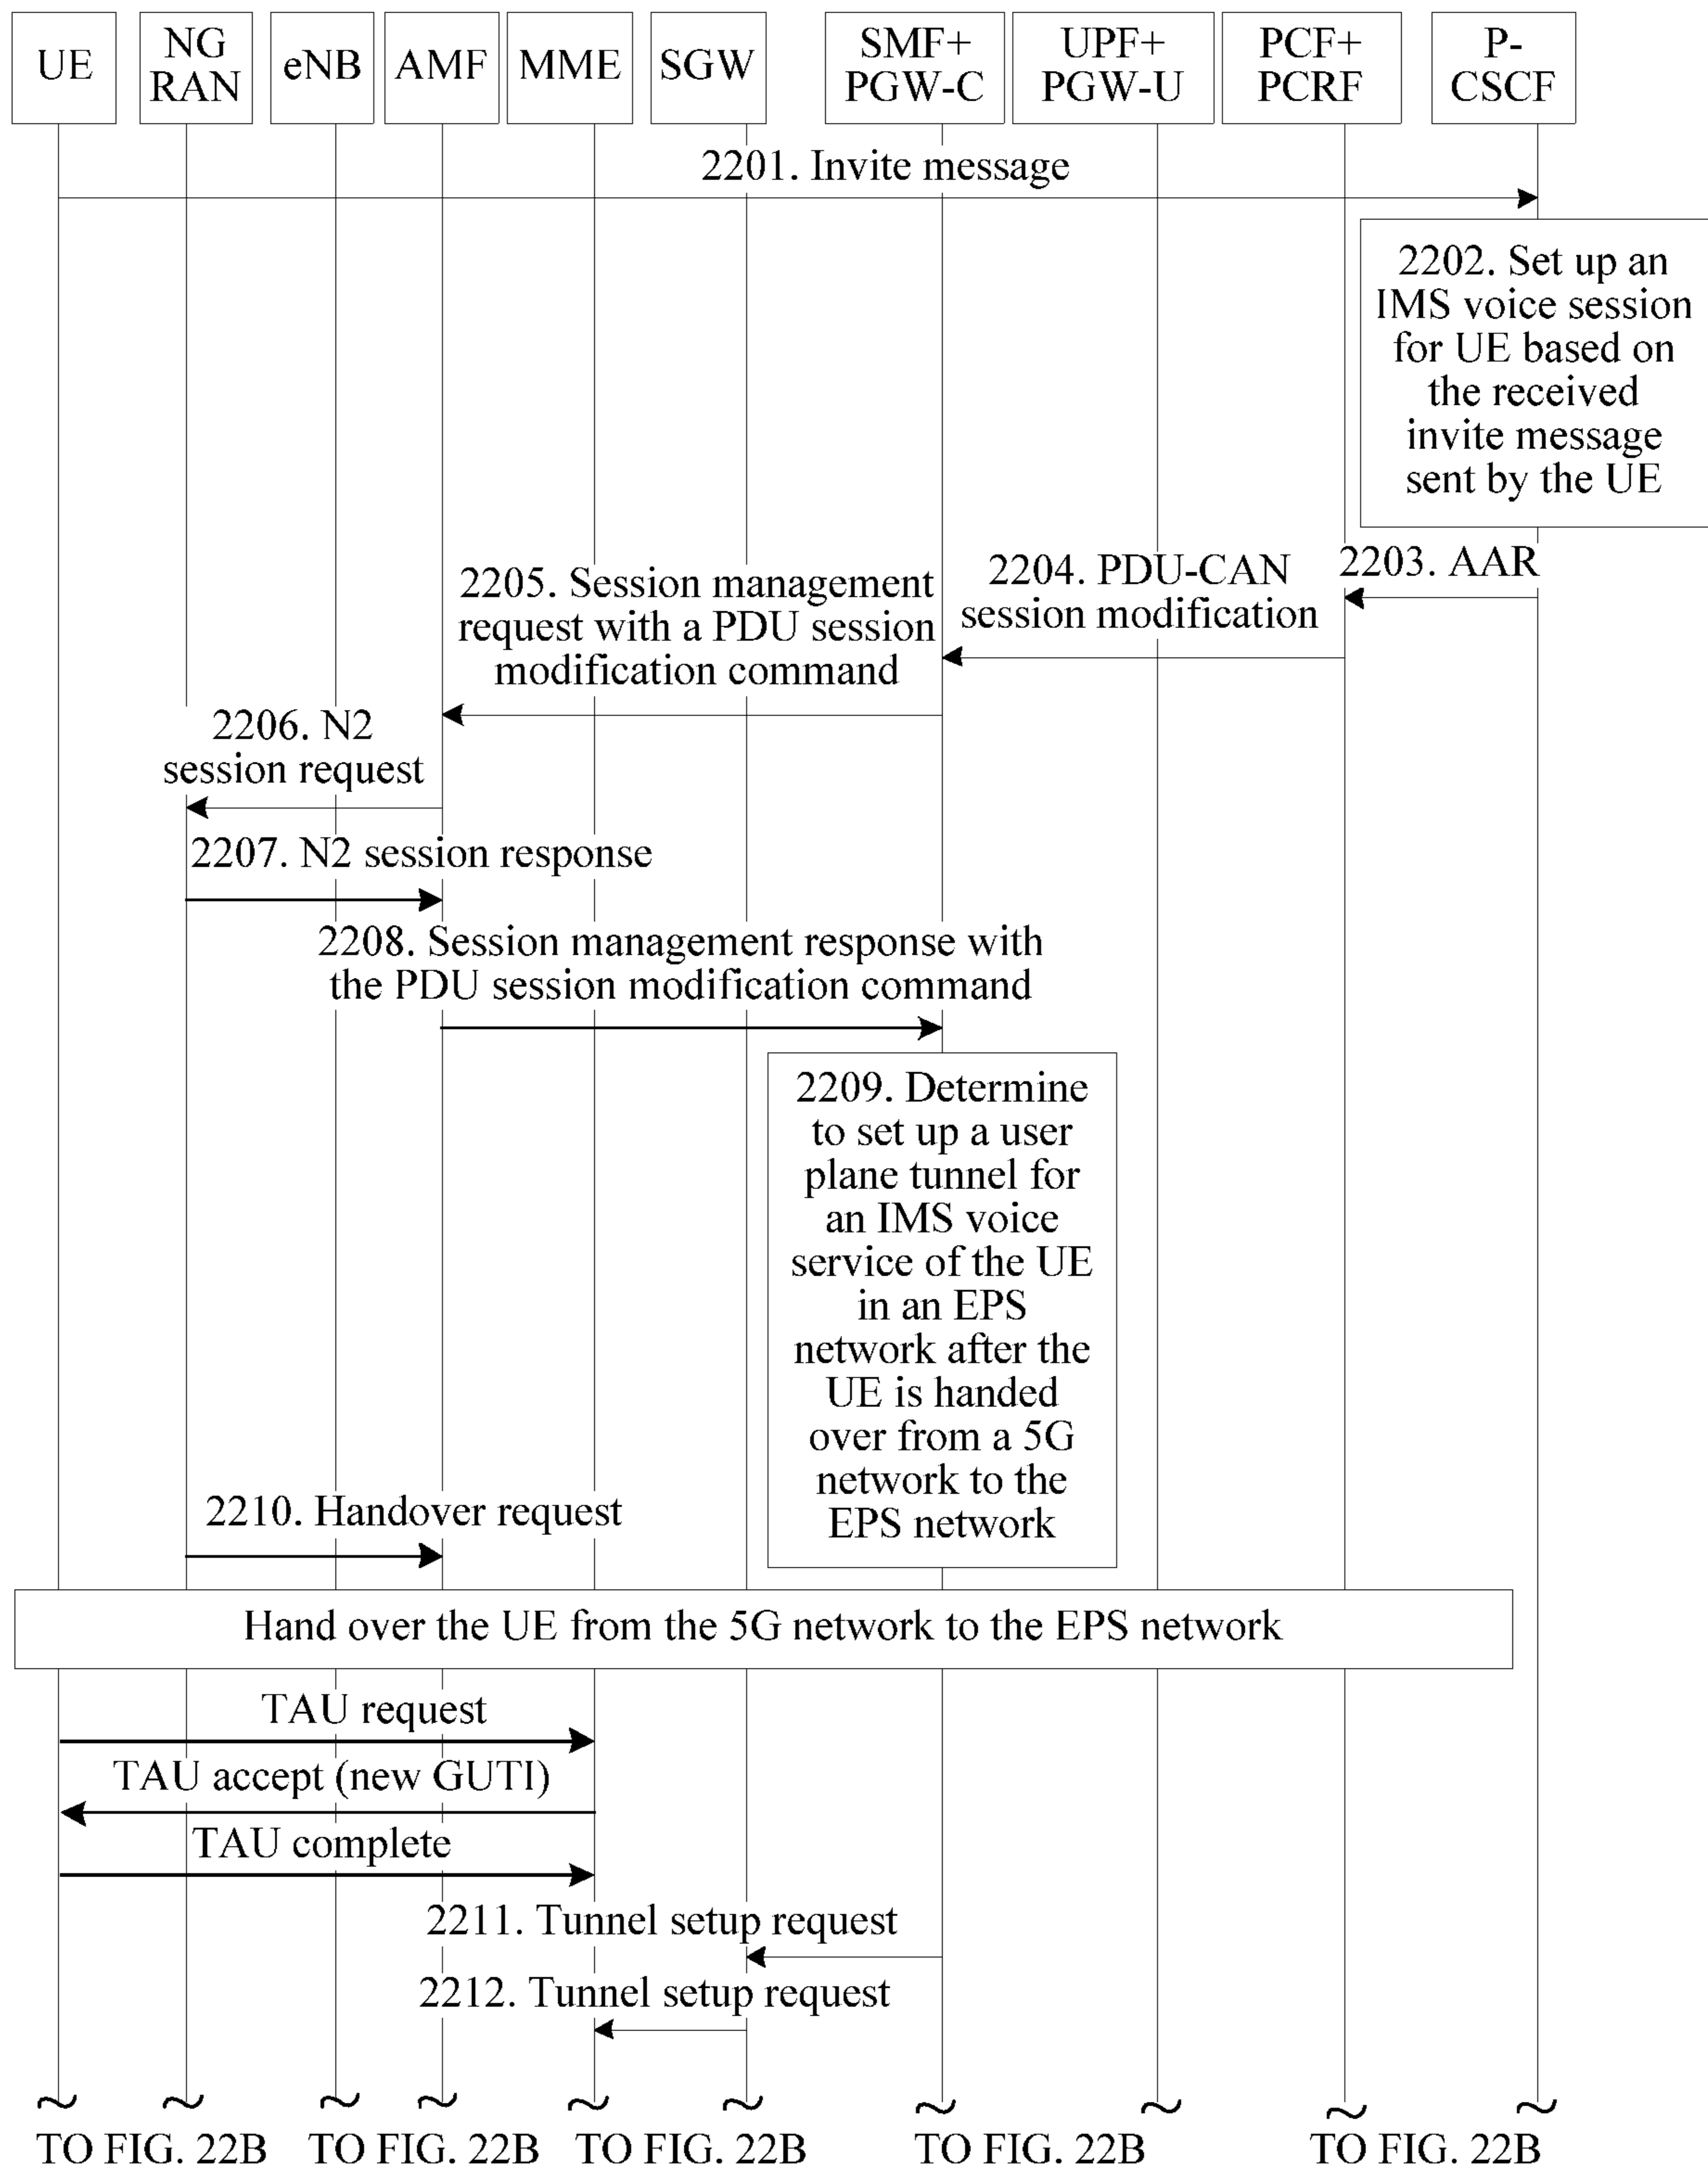 UE
NG
RAN
eNB
AMF
MME
SGW
SMF+
PGW-C
UPF+
PGW-U
PCF+
PCRF
P-
CSCF
2201. Invite message
2202. Set up an
IMS voice session
for UE based on
the received
invite message
sent by the UE
2203. AAR
2204. PDU-CAN
session modification
2205. Session management
request with a PDU session
modification command
2206. N2
session request
2207. N2 session response
2208. Session management response with
the PDU session modification command
2209. Determine
to set up a user
plane tunnel for
an IMS voice
service of the UE
in an EPS
network after the
UE is handed
over from a 5G
network to the
EPS network
2210. Handover request
Hand over the UE from the 5G network to the EPS network
TAU request
TAU accept (new GUTI)
TAU complete
2211. Tunnel setup request
2212. Tunnel setup request
TO FIG. 22B TO FIG. 22B TO FIG. 22B TO FIG. 22B TO FIG. 22B